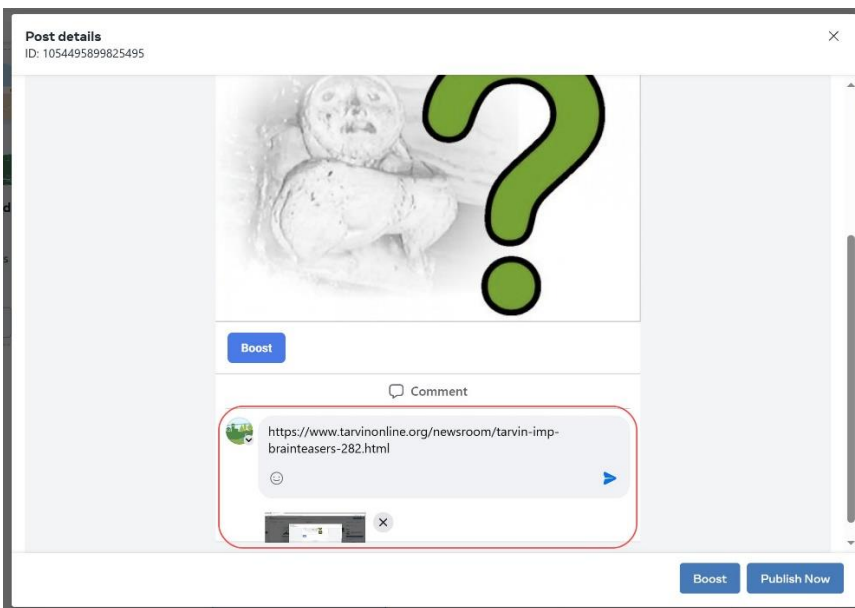 Post details
ID: 1054495899825495
d
s
?
Boost
Comment
https://www.tarvinonline.org/newsroom/tarvin-imp-
brainteasers-282.html
Boost
Publish Now